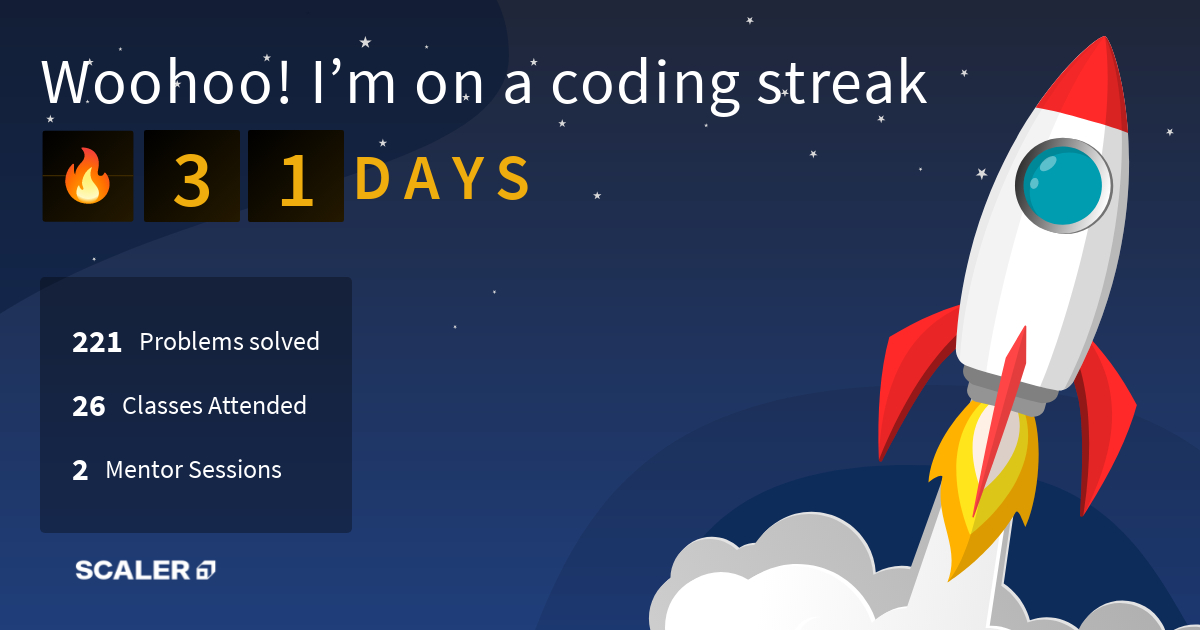 Woohoo! I’m on a coding streak
31 DAYS
221 Problems solved
26 Classes Attended
2 Mentor Sessions
SCALER